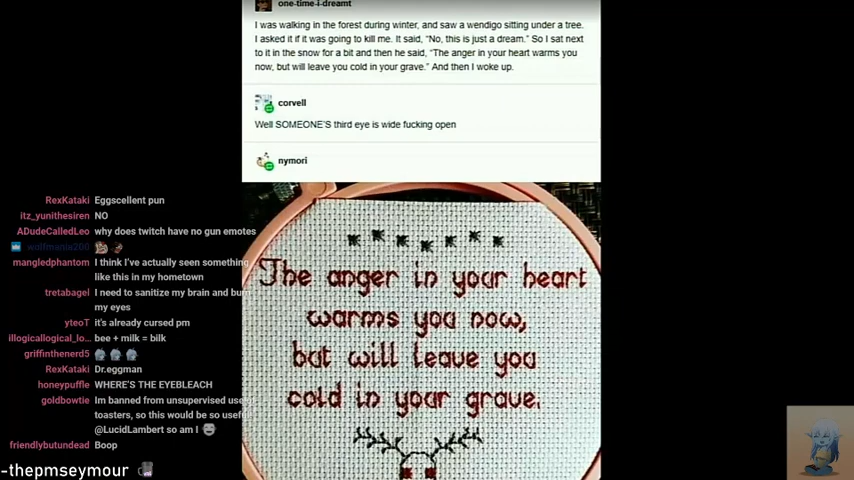 one-time-i-dreamt
I was walking in the forest during winter, and saw a wendigo sitting under a tree.
I asked it if it was going to kill me. It said, “No, this is just a dream.” So I sat next
to it in the snow for a bit and then he said, “The anger in your heart warms you
now, but will leave you cold in your grave.” And then I woke up.
corvell
Well SOMEONE'S third eye is wide fucking open
nymori
The anger in your heart
warms you now,
but will leave you
cold in your grave.
RexKataki Eggscellent pun
itz_yunithesiren NO
ADudeCalledLeo why does twitch have no gun emotes
mangledphantom I think I've actually seen something
like this in my hometown
tretabagel I need to sanitize my brain and burn
my eyes
yteoT it's already cursed pm
illogicallogical_lo... bee + milk = bilk
griffinthenerd5
RexKataki Dr.eggman
honeypuffle WHERE'S THE EYEBLEACH
goldbowtie Im banned from unsupervised use of
toasters, so this would be so useful
@LucidLambert so am I
friendlybutundead Boop
-thepmseymour